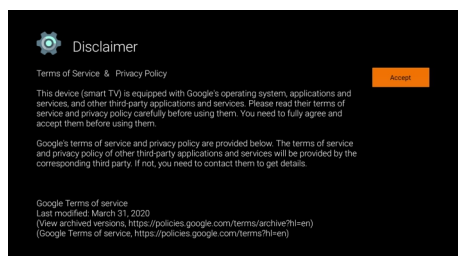 Disclaimer
Terms of Service & Privacy Policy
Accept
This device (smart TV) is equipped with Google's operating system, applications and
services, and other third-party applications and services. Please read their terms of
service and privacy policy carefully before using them. You need to fully agree and
accept them before using them.
Google's terms of service and privacy policy are provided below. The terms of service
and privacy policy of other third-party applications and services will be provided by the
corresponding third party. If not, you need to contact them to get details.
Google Terms of service
Last modified: March 31, 2020
(View archived versions, https://policies.google.com/terms/archive?hl=en)
(Google Terms of service, https://policies.google.com/terms?hl=en)